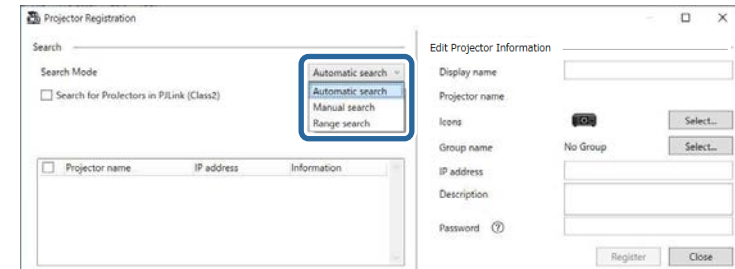 Projector Registration
Search
Search Mode
Automatic search
Automatic search
Manual search
Range search
Search for ProJectors in PJLink (Class2)
Projector name IP address Information
Edit Projector Information
Display name
Projector name
Icons Select...
Group name No Group Select...
IP address
Description
Password ?
Register Close